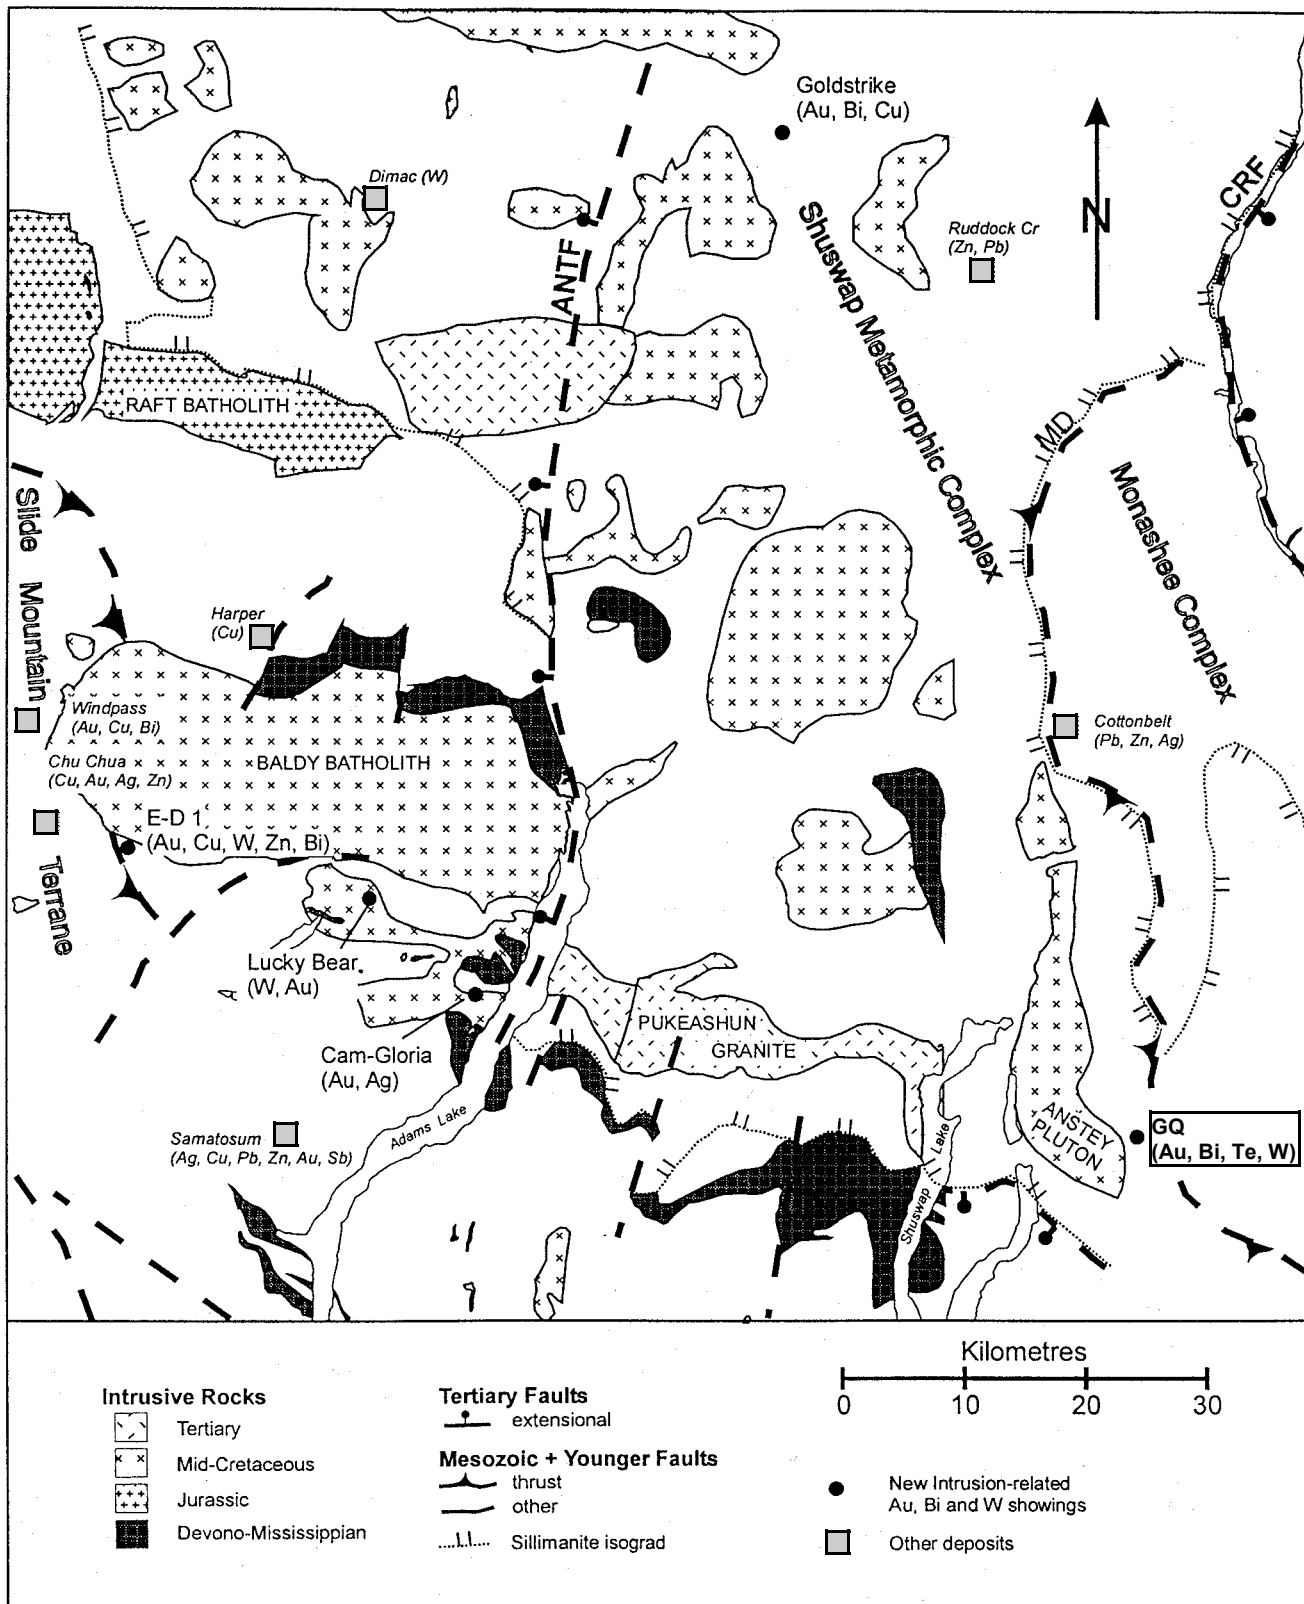 Goldstrike
(Au, Bi, Cu)
Dimac (W)
CRF
N
Ruddock Cr
(Zn, Pb)
ANTF
Shuswap Metamorphic Complex
RAFT BATHOLITH
MD
Monashee Complex
Slide Mountain Terrane
Harper
(Cu)
Windpass
(Au, Cu, Bi)
Cottonbelt
(Pb, Zn, Ag)
Chu Chua
(Cu, Au, Ag, Zn)
BALDY BATHOLITH
E-D 1
(Au, Cu, W, Zn, Bi)
Lucky Bear
(W, Au)
PUKEASHUN
GRANITE
Cam-Gloria
(Au, Ag)
Adams Lake
Samatosum
(Ag, Cu, Pb, Zn, Au, Sb)
ANSTEY
PLUTON
GQ
(Au, Bi, Te, W)
Shuswap Lake
Kilometres
0 10 20 30
Intrusive Rocks
Tertiary
Mid-Cretaceous
Jurassic
Devono-Mississippian
Tertiary Faults
extensional
Mesozoic + Younger Faults
thrust
other
Sillimanite isograd
New Intrusion-related
Au, Bi and W showings
Other deposits